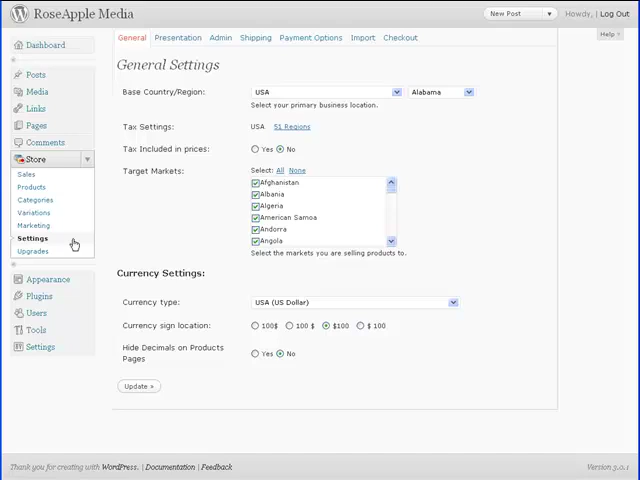 RoseApple Media
New Post
Howdy, | Log Out
Help
Dashboard
Posts
Media
Links
Pages
Comments
Store
Sales
Products
Categories
Variations
Marketing
Settings
Upgrades
Appearance
Plugins
Users
Tools
Settings
General Presentation Admin Shipping Payment Options Import Checkout
General Settings
Base Country/Region: USA Alabama
Select your primary business location.
Tax Settings: USA 51 Regions
Tax Included in prices: Yes No
Target Markets: Select: All None
Afghanistan
Albania
Algeria
American Samoa
Andorra
Angola
Select the markets you are selling products to.
Currency Settings:
Currency type: USA (US Dollar)
Currency sign location: 100$ 100 $ $100 $ 100
Hide Decimals on Products
Pages
Yes No
Update »
Thank you for creating with WordPress. | Documentation | Feedback
Version 3.0.1